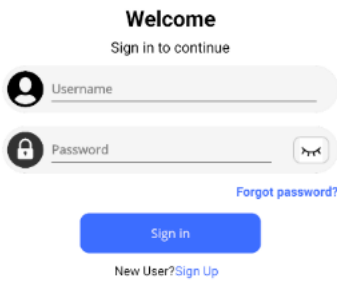 Welcome
Sign in to continue
Username
Password
Forgot password?
Sign in
New User?Sign Up